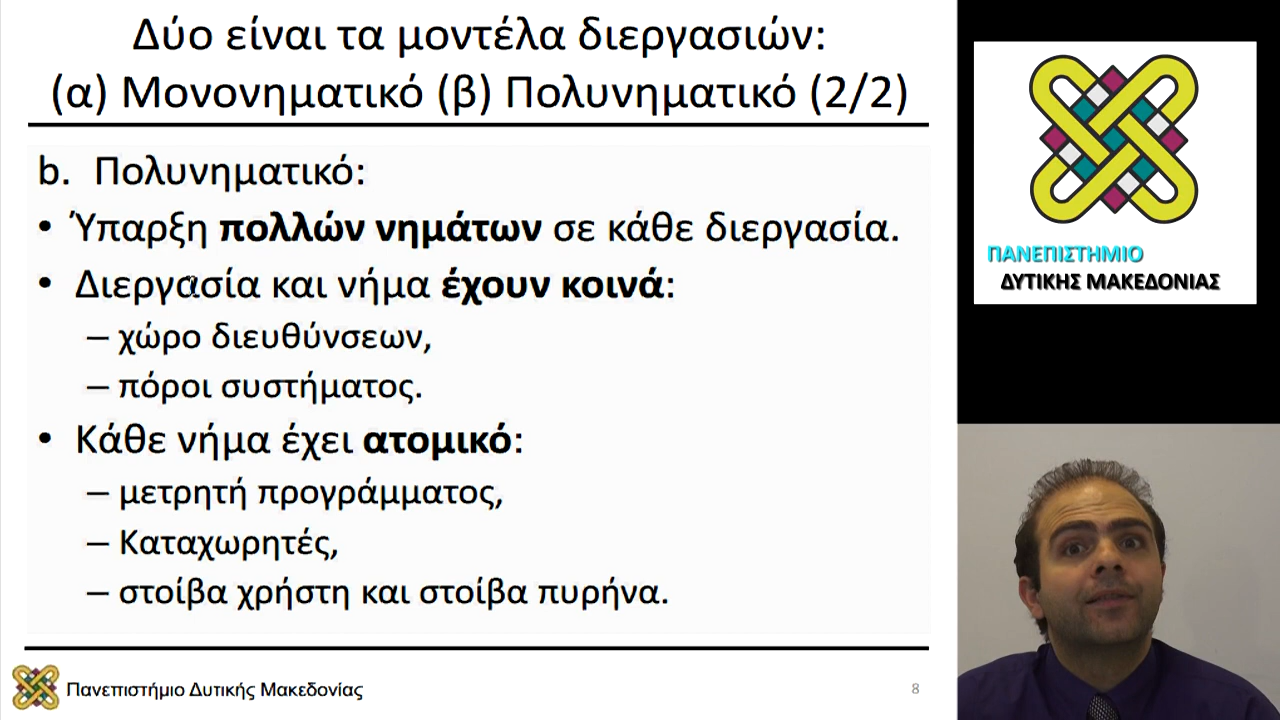 Δύο είναι τα μοντέλα διεργασιών:
(α) Μονονηματικό (β) Πολυνηματικό (2/2)
b. Πολυνηματικό:
• Ύπαρξη πολλών νημάτων σε κάθε διεργασία.
• Διεργασία και νήμα έχουν κοινά:
– χώρο διευθύνσεων,
– πόροι συστήματος.
• Κάθε νήμα έχει ατομικό:
– μετρητή προγράμματος,
– Καταχωρητές,
– στοίβα χρήστη και στοίβα πυρήνα.
Πανεπιστήμιο Δυτικής Μακεδονίας
8
ΠΑΝΕΠΙΣΤΗΜΙΟ
ΔΥΤΙΚΗΣ ΜΑΚΕΔΟΝΙΑΣ